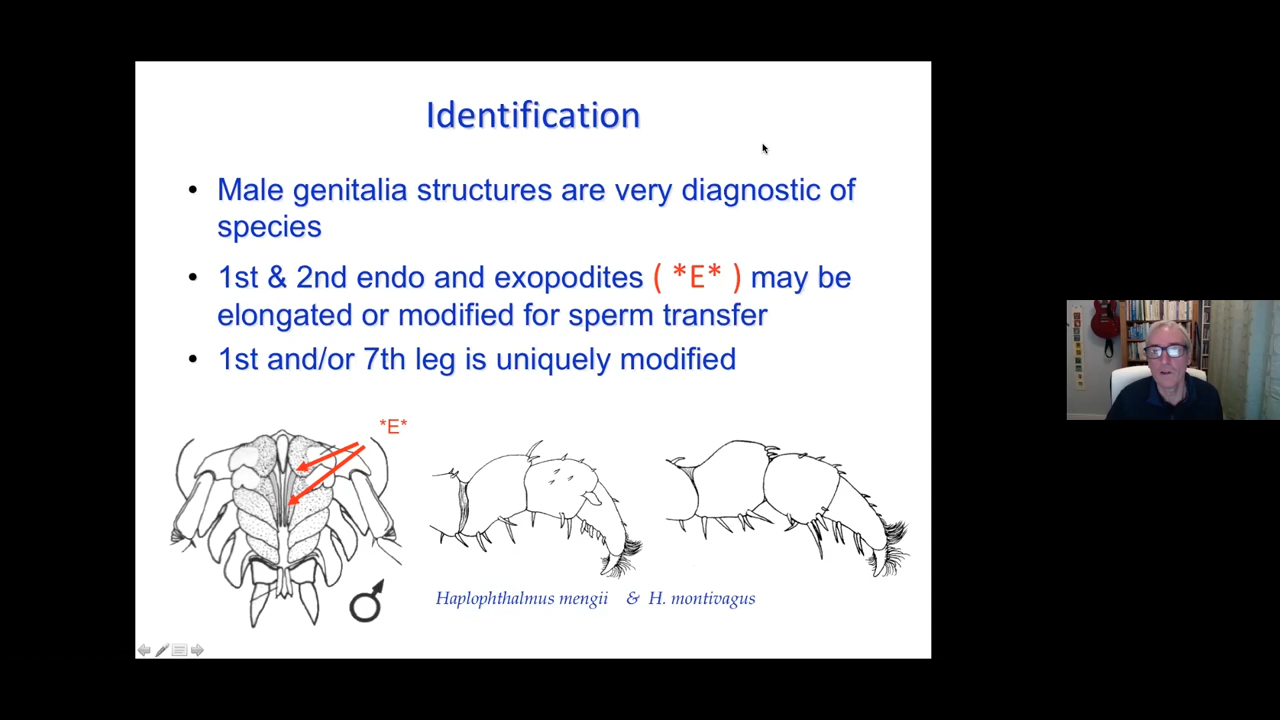 Identification
• Male genitalia structures are very diagnostic of
species
• 1st & 2nd endo and exopodites ( *E* ) may be
elongated or modified for sperm transfer
• 1st and/or 7th leg is uniquely modified
*E*
Haplophthalmus mengii & H. montivagus